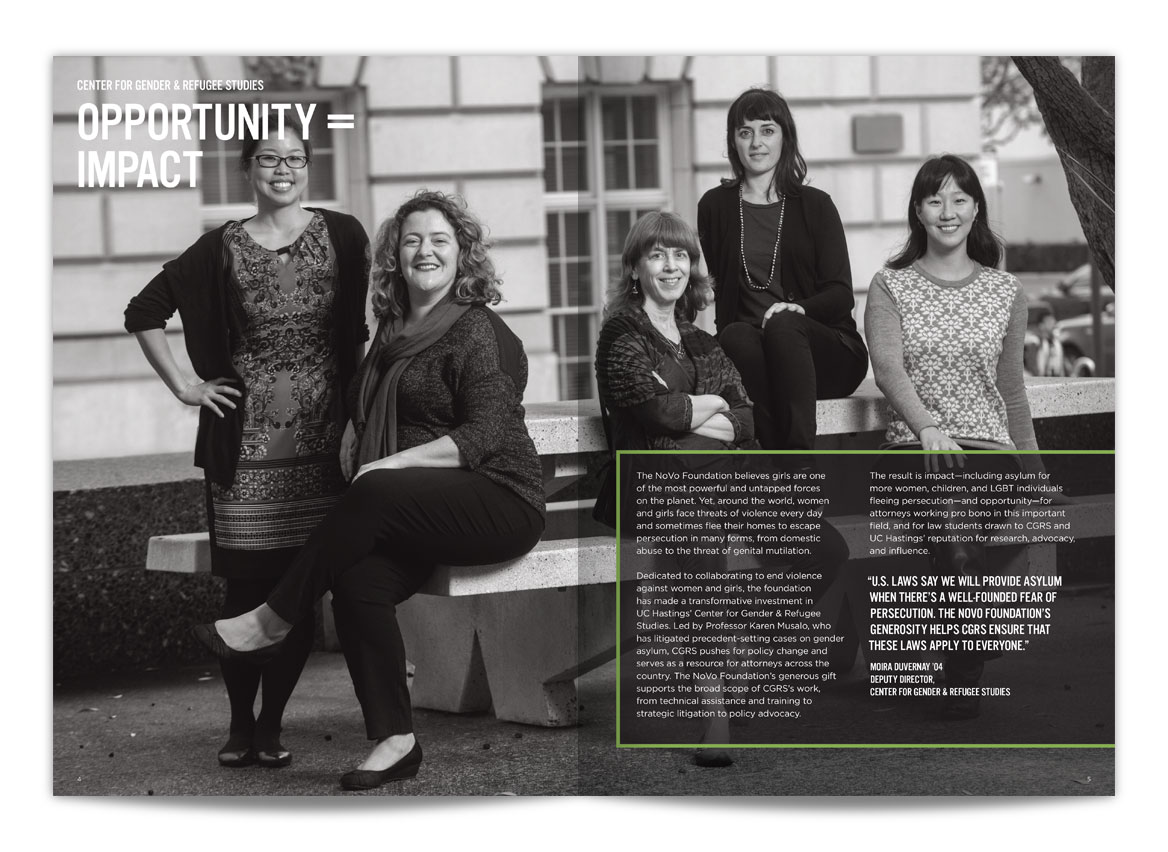 CENTER FOR GENDER & REFUGEE STUDIES
OPPORTUNITY =
IMPACT
The NoVo Foundation believes girls are one
of the most powerful and untapped forces
on the planet. Yet, around the world, women
and girls face threats of violence every day
and sometimes flee their homes to escape
persecution in many forms, from domestic
abuse to the threat of genital mutilation.
Dedicated to collaborating to end violence
against women and girls, the foundation
has made a transformative investment in
UC Hastings' Center for Gender & Refugee
Studies. Led by Professor Karen Musalo, who
has litigated precedent-setting cases on gender
asylum, CGRS pushes for policy change and
serves as a resource for attorneys across the
country. The NoVo Foundation's generous gift
supports the broad scope of CGRS's work,
from technical assistance and training to
strategic litigation to policy advocacy.
The result is impact—including asylum for
more women, children, and LGBT individuals
fleeing persecution—and opportunity—for
attorneys working pro bono in this important
field, and for law students drawn to CGRS and
UC Hastings' reputation for research, advocacy,
and influence.
“U.S. LAWS SAY WE WILL PROVIDE ASYLUM
WHEN THERE'S A WELL-FOUNDED FEAR OF
PERSECUTION. THE NOVO FOUNDATION'S
GENEROSITY HELPS CGRS ENSURE THAT
THESE LAWS APPLY TO EVERYONE.”
MOIRA DUVERNAY '04
DEPUTY DIRECTOR,
CENTER FOR GENDER & REFUGEE STUDIES
4
5